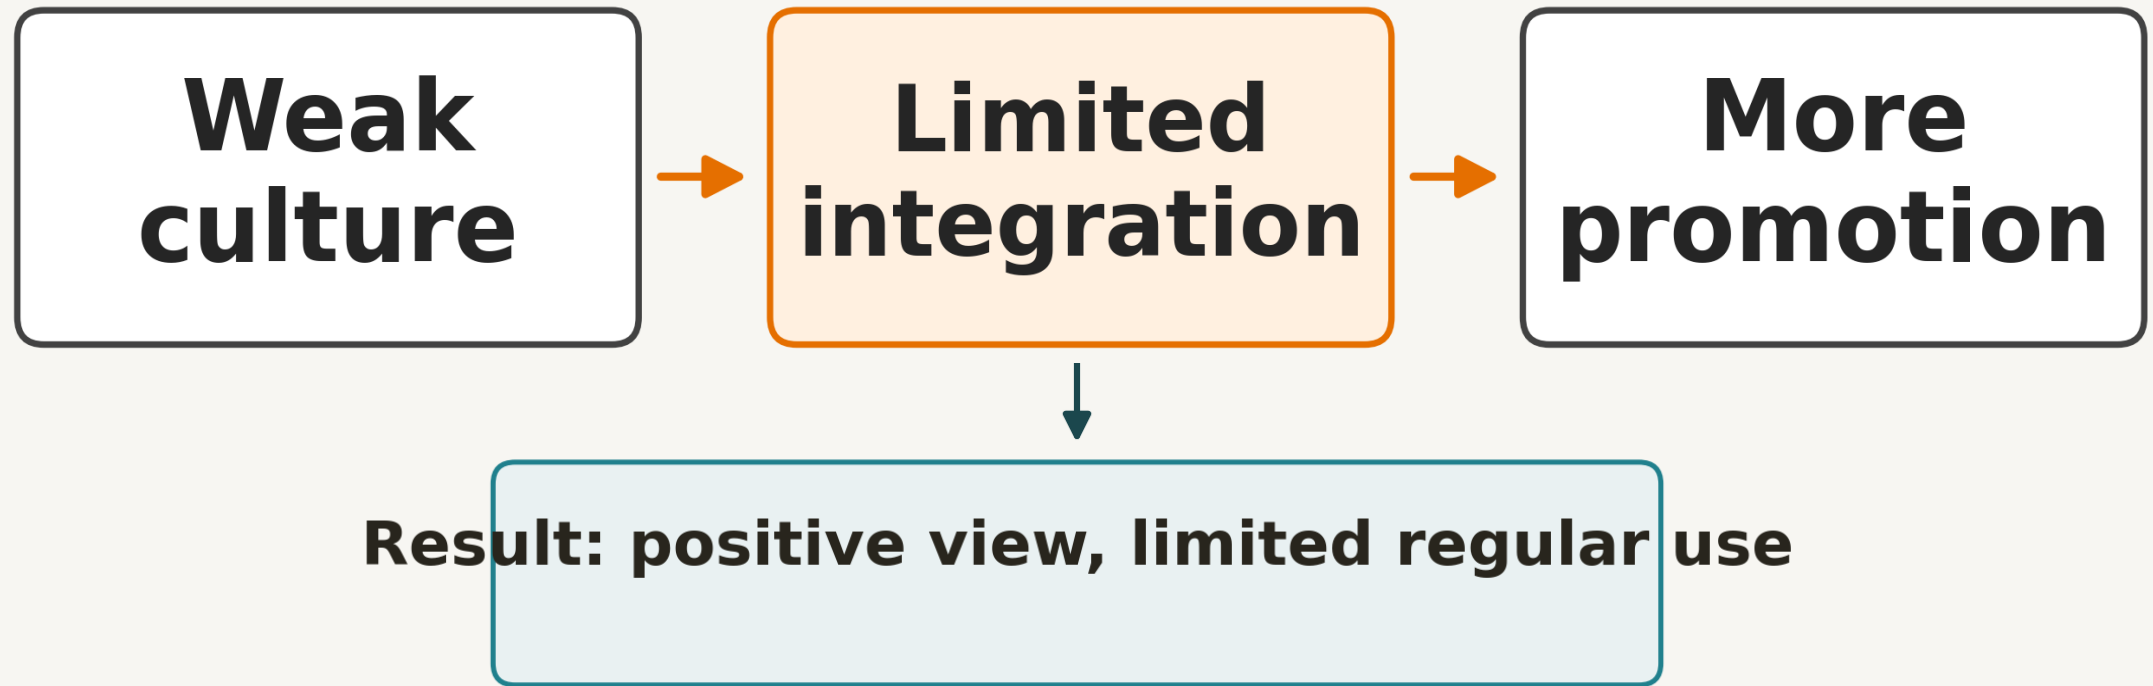 Weak
culture
Limited
integration
More
promotion
Result: positive view, limited regular use